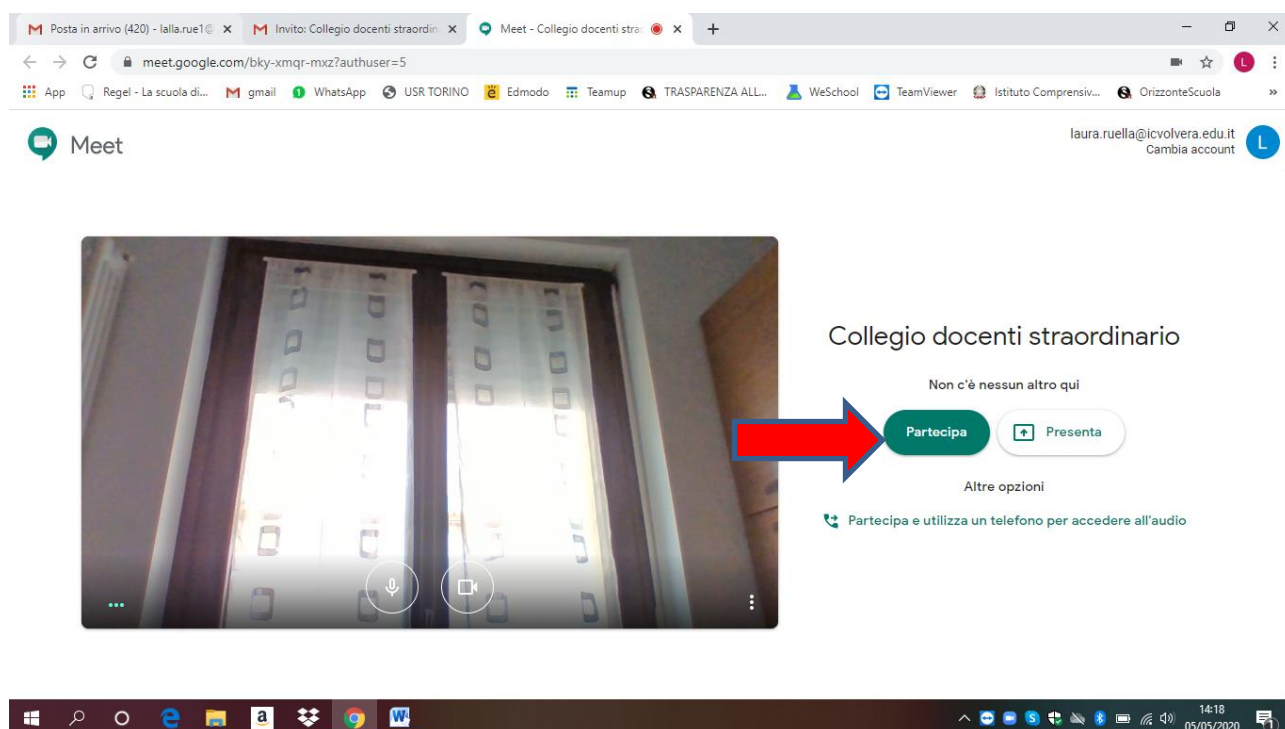 Posta in arrivo (420) - lalla.rue1@
Invito: Collegio docenti straordin
Meet - Collegio docenti stra
meet.google.com/bky-xmqr-mxz?authuser=5
L
App
Regel - La scuola di...
gmail
WhatsApp
USR TORINO
Edmodo
Teamup
TRASPARENZA ALL...
WeSchool
TeamViewer
Istituto Comprensiv...
OrizzonteScuola
»
Meet
laura.ruella@icvolvera.edu.it
Cambia account
L
Collegio docenti straordinario
Non c'è nessun altro qui
Partecipa
Presenta
Altre opzioni
Partecipa e utilizza un telefono per accedere all'audio
14:18
05/05/2020